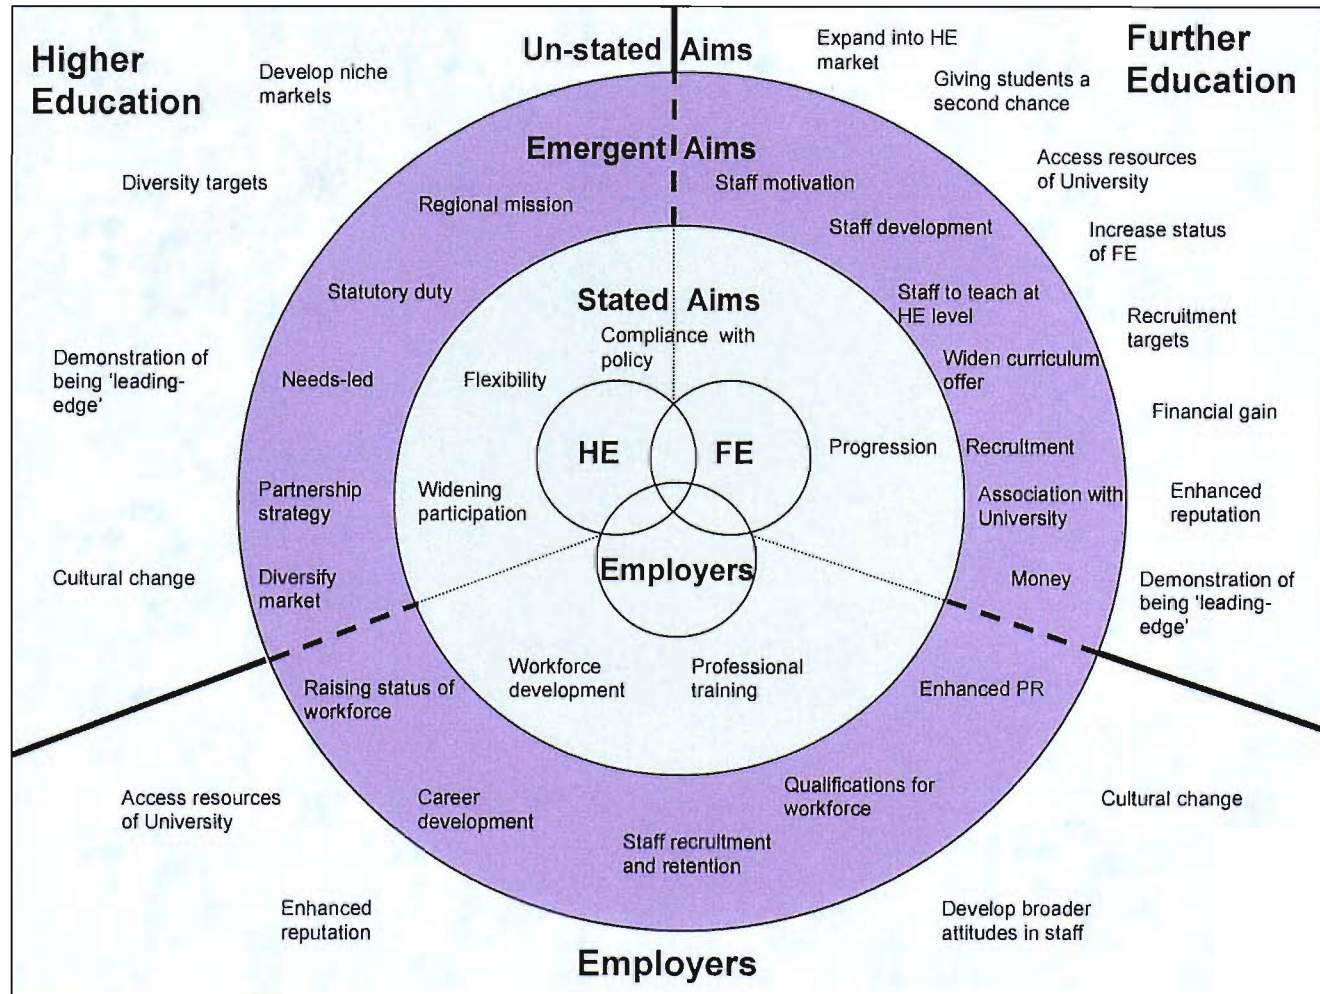 Higher
Education
Un-stated Aims
Further
Education
Develop niche
markets
Expand into HE
market
Giving students a
second chance
Emergent Aims
Diversity targets
Regional mission
Staff motivation
Access resources
of University
Staff development
Increase status
of FE
Statutory duty
Stated Aims
Staff to teach at
HE level
Recruitment
targets
Compliance with
policy
Demonstration of
being 'leading-
edge'
Needs-led
Flexibility
Widen curriculum
offer
Financial gain
HE
FE
Progression
Recruitment
Partnership
strategy
Widening
participation
Association with
University
Enhanced
reputation
Employers
Cultural change
Diversify
market
Money
Demonstration of
being 'leading-
edge'
Raising status of
workforce
Workforce
development
Professional
training
Enhanced PR
Access resources
of University
Career
development
Qualifications for
workforce
Cultural change
Staff recruitment
and retention
Enhanced
reputation
Develop broader
attitudes in staff
Employers